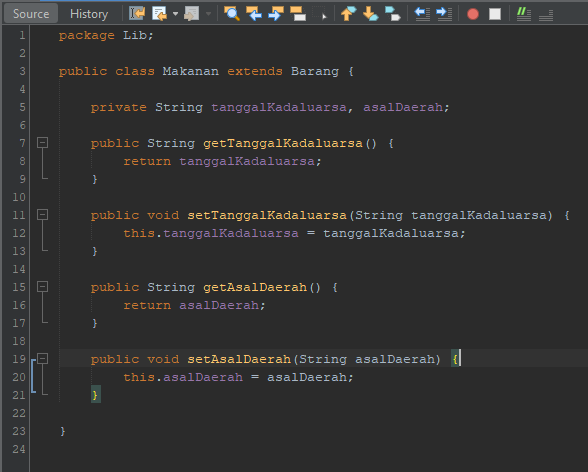 Source History
1 package Lib;
2
3 public class Makanan extends Barang {
4
5 private String tanggalKadaluarsa, asalDaerah;
6
7 public String getTanggalKadaluarsa() {
8 return tanggalKadaluarsa;
9 }
10
11 public void setTanggalKadaluarsa(String tanggalKadaluarsa) {
12 this.tanggalKadaluarsa = tanggalKadaluarsa;
13 }
14
15 public String getAsalDaerah() {
16 return asalDaerah;
17 }
18
19 public void setAsalDaerah(String asalDaerah) {
20 this.asalDaerah = asalDaerah;
21 }
22
23 }
24